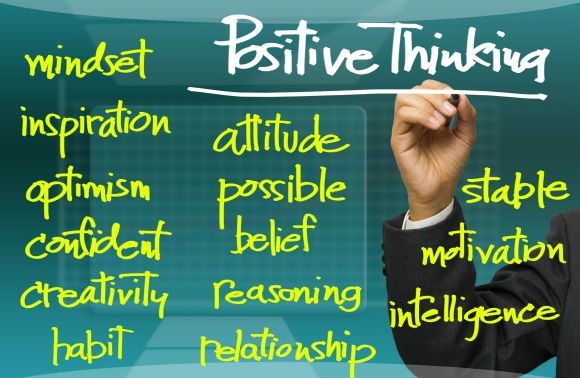 Positive Thinking
mindset
inspiration
optimism
confident
creativity
habit
attitude
possible
belief
reasoning
relationship
stable
motivation
intelligence